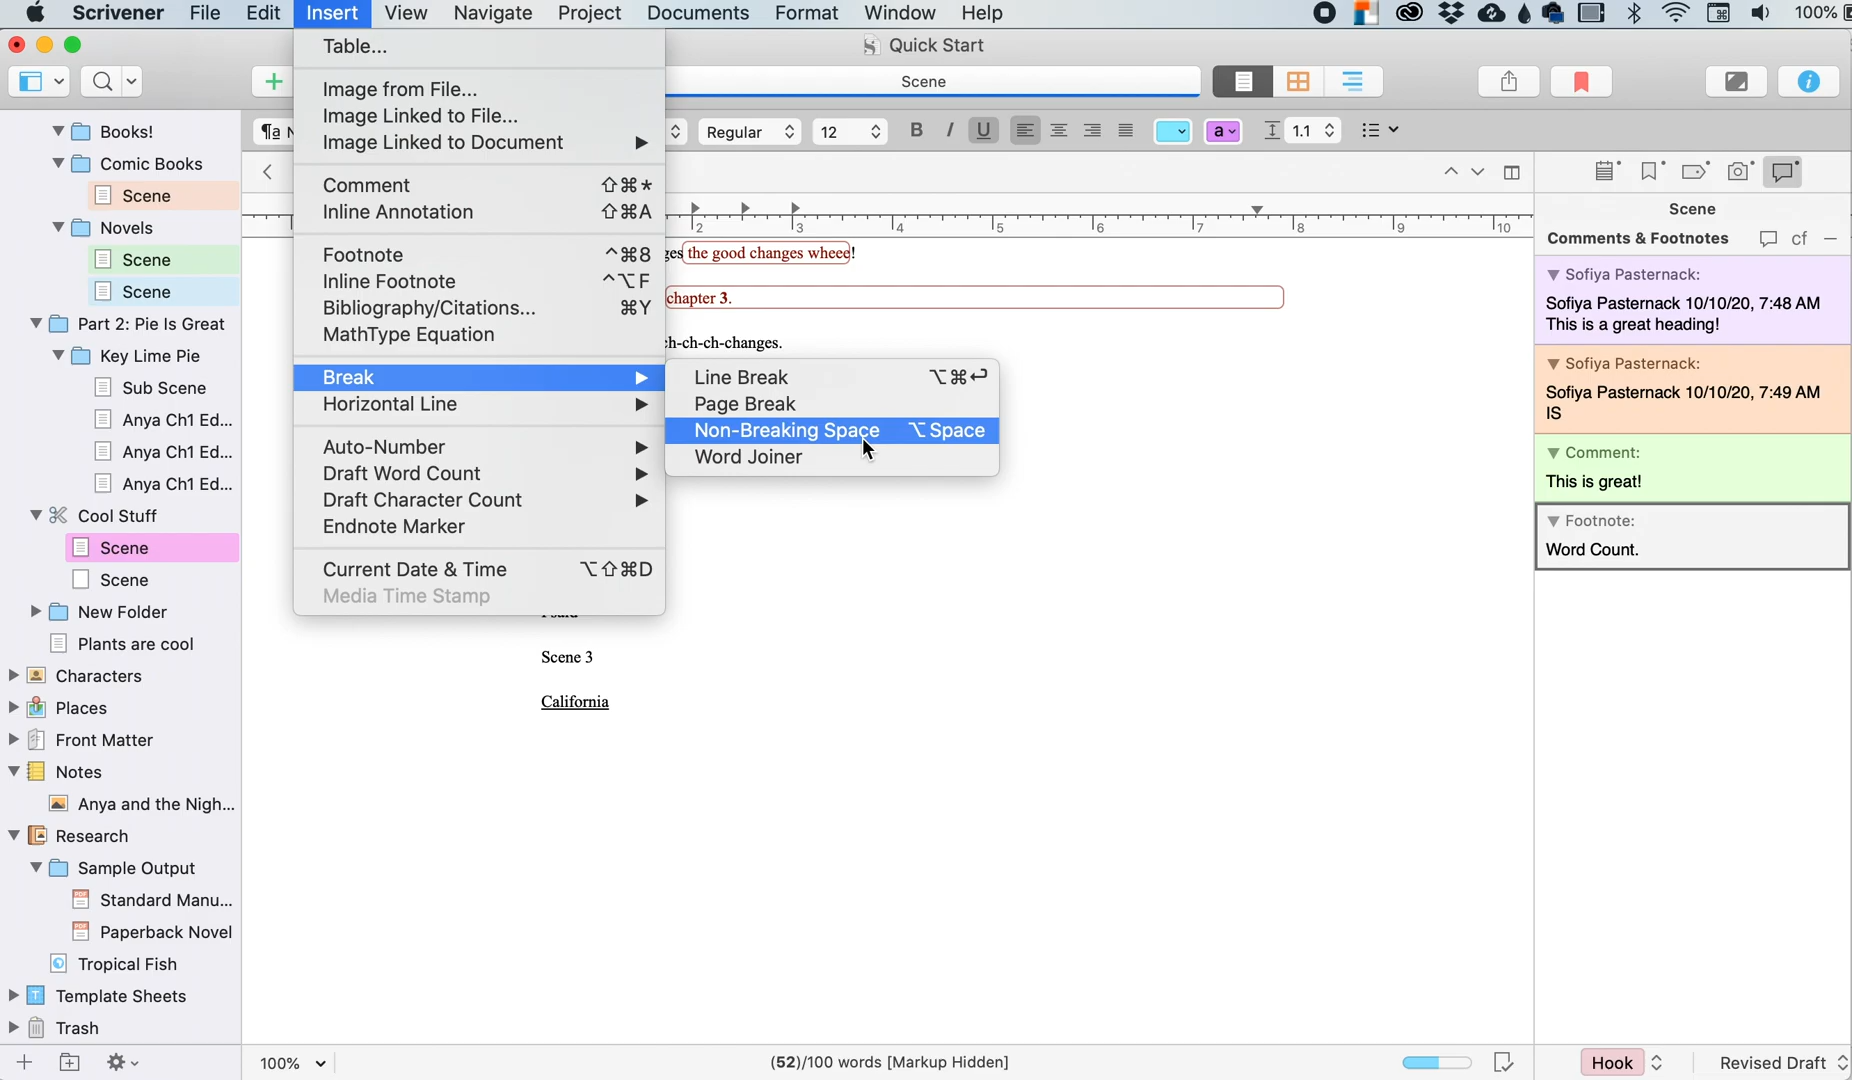 Scrivener File Edit Insert View Navigate Project Documents Format Window Help 100%
Quick Start
Scene
Regular 12 B I U a 1.1
Books!
Comic Books
Scene
Novels
Scene
Scene
Part 2: Pie Is Great
Key Lime Pie
Sub Scene
Anya Ch1 Ed...
Anya Ch1 Ed...
Anya Ch1 Ed...
Cool Stuff
Scene
Scene
New Folder
Plants are cool
Characters
Places
Front Matter
Notes
Anya and the Nigh...
Research
Sample Output
Standard Manu...
Paperback Novel
Tropical Fish
Template Sheets
Trash
Table...
Image from File...
Image Linked to File...
Image Linked to Document
Comment ⇧⌘*
Inline Annotation ⇧⌘A
Footnote ^⌘8
Inline Footnote ^⌥F
Bibliography/Citations... ⌘Y
MathType Equation
Break
Horizontal Line
Auto-Number
Draft Word Count
Draft Character Count
Endnote Marker
Current Date & Time ⌥⇧⌘D
Media Time Stamp
Line Break ⌥⌘↩
Page Break
Non-Breaking Space ⌥Space
Word Joiner
2 3 4 5 6 7 8 9 10
the good changes wheee!
chapter 3.
ch-ch-changes.
Scene 3
California
Scene
Comments & Footnotes cf
Sofiya Pasternack:
Sofiya Pasternack 10/10/20, 7:48 AM
This is a great heading!
Sofiya Pasternack:
Sofiya Pasternack 10/10/20, 7:49 AM
IS
Comment:
This is great!
Footnote:
Word Count.
100% (52)/100 words [Markup Hidden] Hook Revised Draft